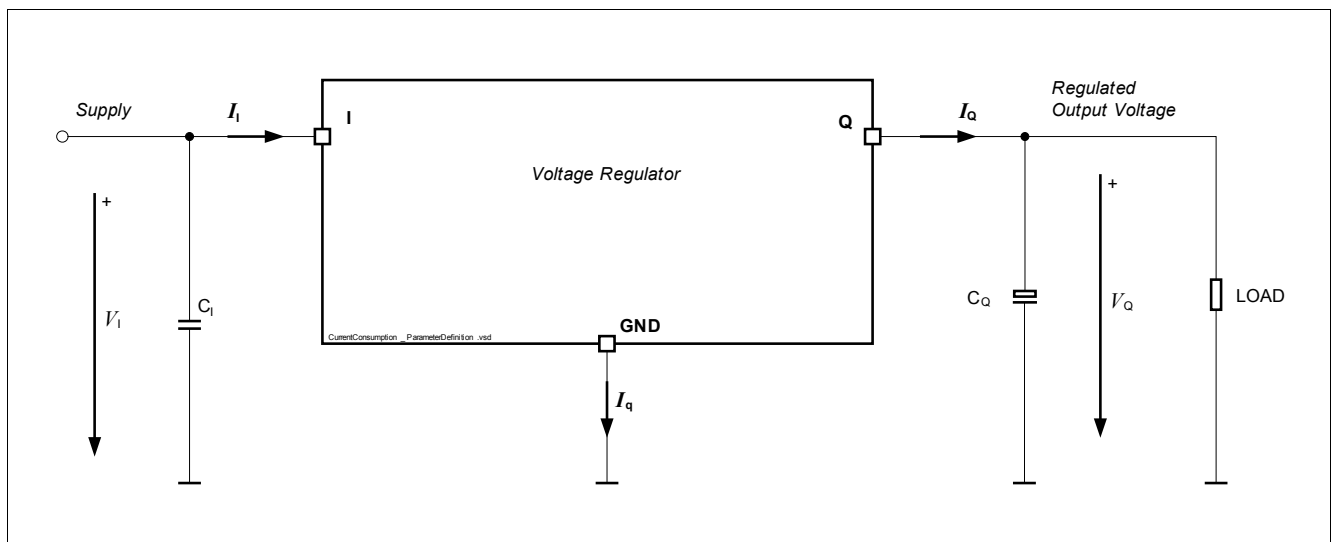 Supply
I_I
I
Voltage Regulator
Q
I_Q
Regulated
Output Voltage
+
V_I
C_I
CurrentConsumption _ ParameterDefinition .vsd
GND
I_q
C_Q
+
V_Q
LOAD